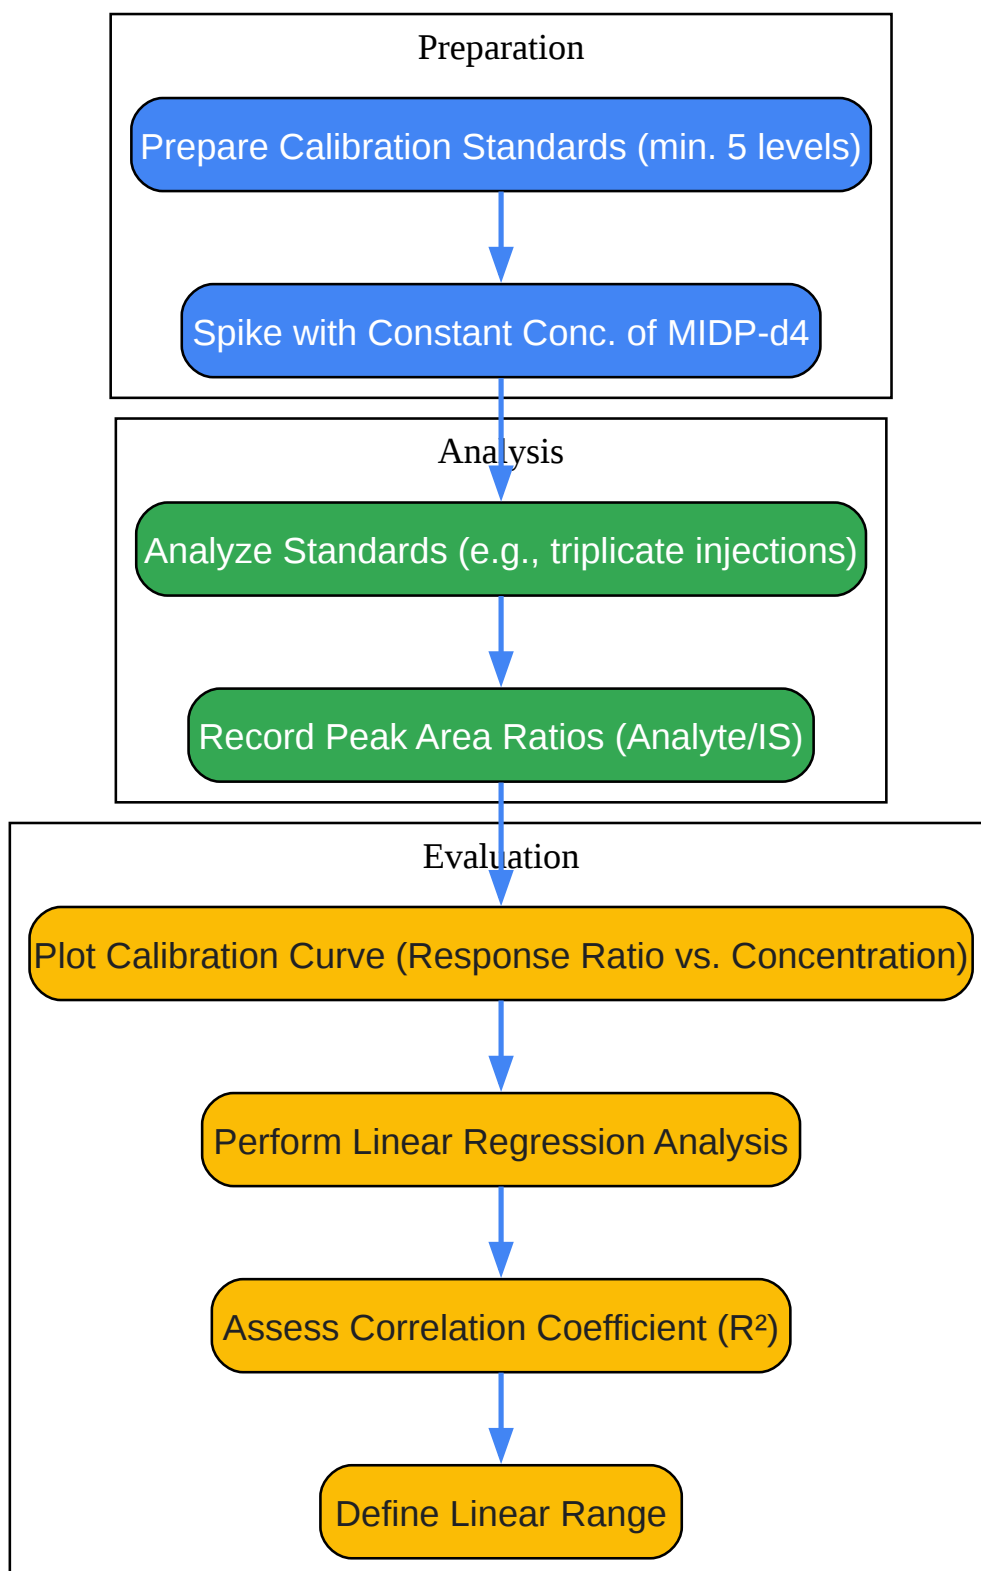 Preparation
Prepare Calibration Standards (min. 5 levels)
Spike with Constant Conc. of MIDP-d4
Analysis
Analyze Standards (e.g., triplicate injections)
Record Peak Area Ratios (Analyte/IS)
Evaluation
Plot Calibration Curve (Response Ratio vs. Concentration)
Perform Linear Regression Analysis
Assess Correlation Coefficient (R²)
Define Linear Range